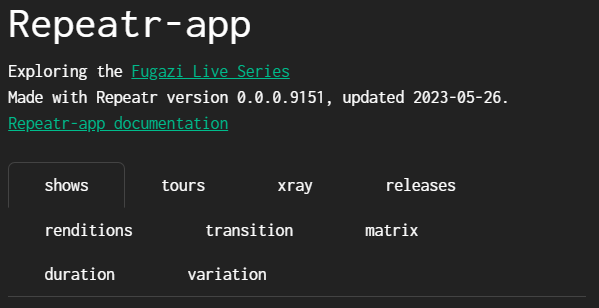 Repeatr-app
Exploring the Fugazi Live Series
Made with Repeatr version 0.0.0.9151, updated 2023-05-26.
Repeatr-app documentation
shows tours xray releases
renditions transition matrix
duration variation